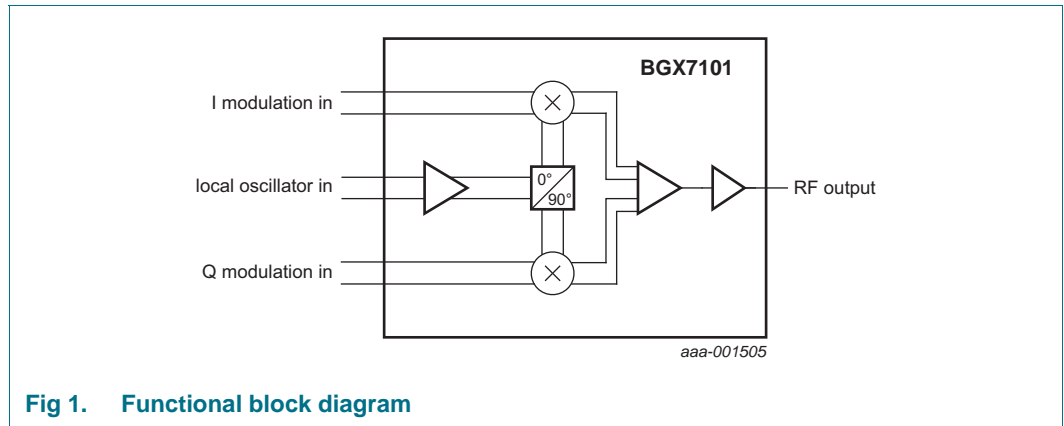 BGX7101
I modulation in
local oscillator in
0°
90°
RF output
Q modulation in
aaa-001505
Fig 1. Functional block diagram